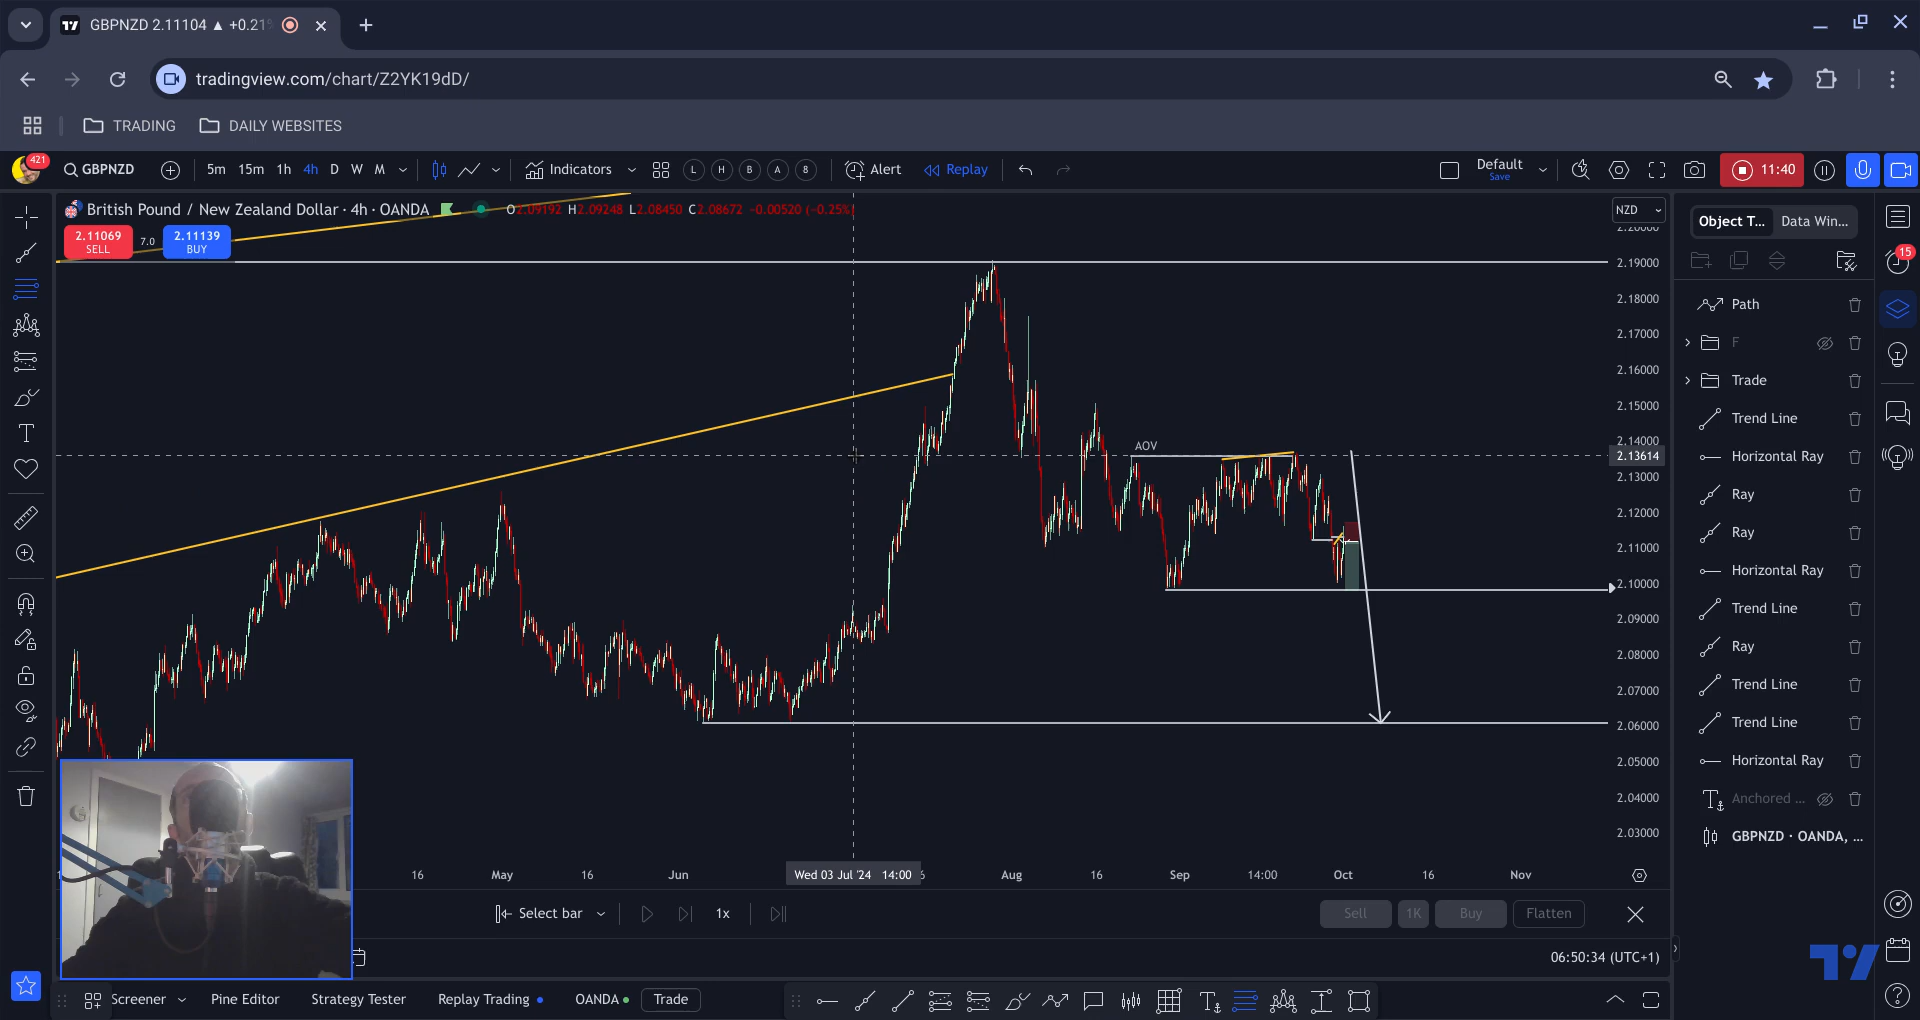 GBPNZD 2.11104 ▲ +0.21%
tradingview.com/chart/Z2YK19dD/
TRADING
DAILY WEBSITES
421
GBPNZD
5m 15m 1h 4h D W M
Indicators
L H B A 8
Alert
Replay
Default
Save
11:40
British Pound / New Zealand Dollar · 4h · OANDA
O2.09192 H2.09248 L2.08450 C2.08672 -0.00520 (-0.25%)
2.11069
SELL
7.0
2.11139
BUY
NZD
2.20000
2.19000
2.18000
2.17000
2.16000
2.15000
2.14000
2.13614
2.13000
2.12000
2.11000
2.10000
2.09000
2.08000
2.07000
2.06000
2.05000
2.04000
2.03000
AOV
16 May 16 Jun Wed 03 Jul '24 14:00 Aug 16 Sep 14:00 Oct 16 Nov
Select bar
1x
Sell 1K Buy Flatten
06:50:34 (UTC+1)
Screener
Pine Editor
Strategy Tester
Replay Trading
OANDA
Trade
Object T...
Data Win...
15
Path
F
Trade
Trend Line
Horizontal Ray
Ray
Ray
Horizontal Ray
Trend Line
Ray
Trend Line
Trend Line
Horizontal Ray
Anchored ...
GBPNZD · OANDA, ...